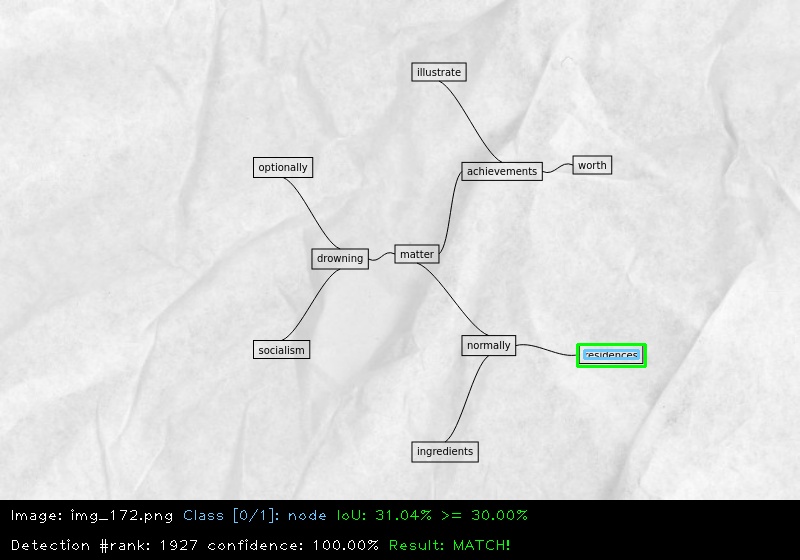 illustrate
optionally
achievements
worth
drowning
matter
socialism
normally
residences
ingredients
Image: img_172.png Class [0/1]: node IoU: 31.04% >= 30.00%
Detection #rank: 1927 confidence: 100.00% Result: MATCH!